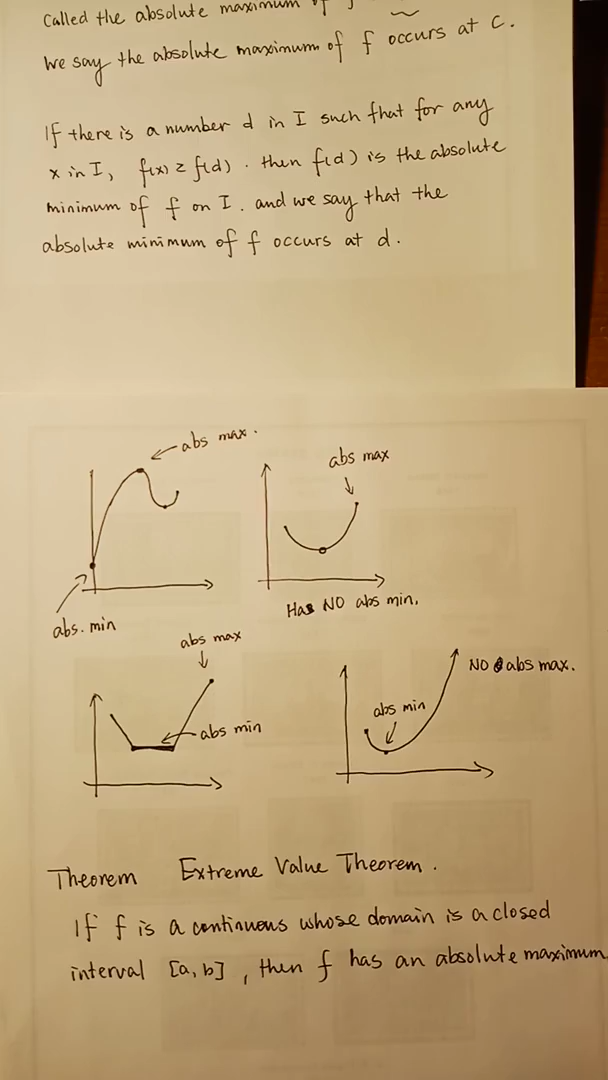 Called the absolute maximum of
We say the absolute maximum of f occurs at c.
If there is a number d in I such that for any
x in I, f(x) ≥ f(d). then f(d) is the absolute
minimum of f on I. and we say that the
absolute minimum of f occurs at d.
abs max.
abs. min
abs max
Has NO abs min.
abs max
abs min
NO abs max.
abs min
Theorem Extreme Value Theorem.
If f is a continuous whose domain is a closed
interval [a, b], then f has an absolute maximum